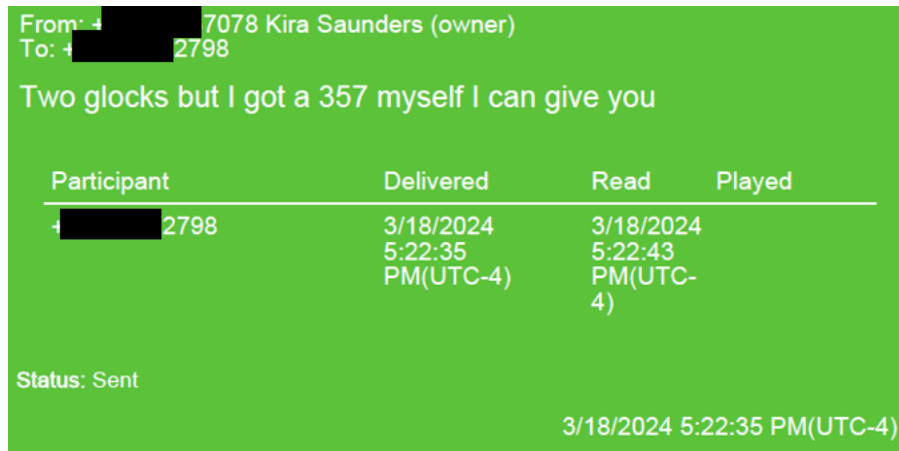 From: + 7078 Kira Saunders (owner)
To: + 2798
Two glocks but I got a 357 myself I can give you
Participant Delivered Read Played
+ 2798 3/18/2024 3/18/2024
5:22:35 5:22:43
PM(UTC-4) PM(UTC-
4)
Status: Sent
3/18/2024 5:22:35 PM(UTC-4)